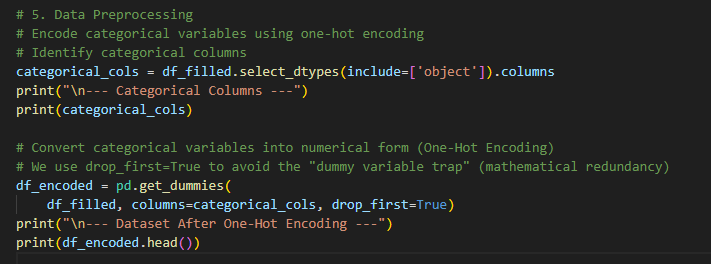 # 5. Data Preprocessing
# Encode categorical variables using one-hot encoding
# Identify categorical columns
categorical_cols = df_filled.select_dtypes(include=['object']).columns
print("\n--- Categorical Columns ---")
print(categorical_cols)

# Convert categorical variables into numerical form (One-Hot Encoding)
# We use drop_first=True to avoid the "dummy variable trap" (mathematical redundancy)
df_encoded = pd.get_dummies(
    df_filled, columns=categorical_cols, drop_first=True)
print("\n--- Dataset After One-Hot Encoding ---")
print(df_encoded.head())